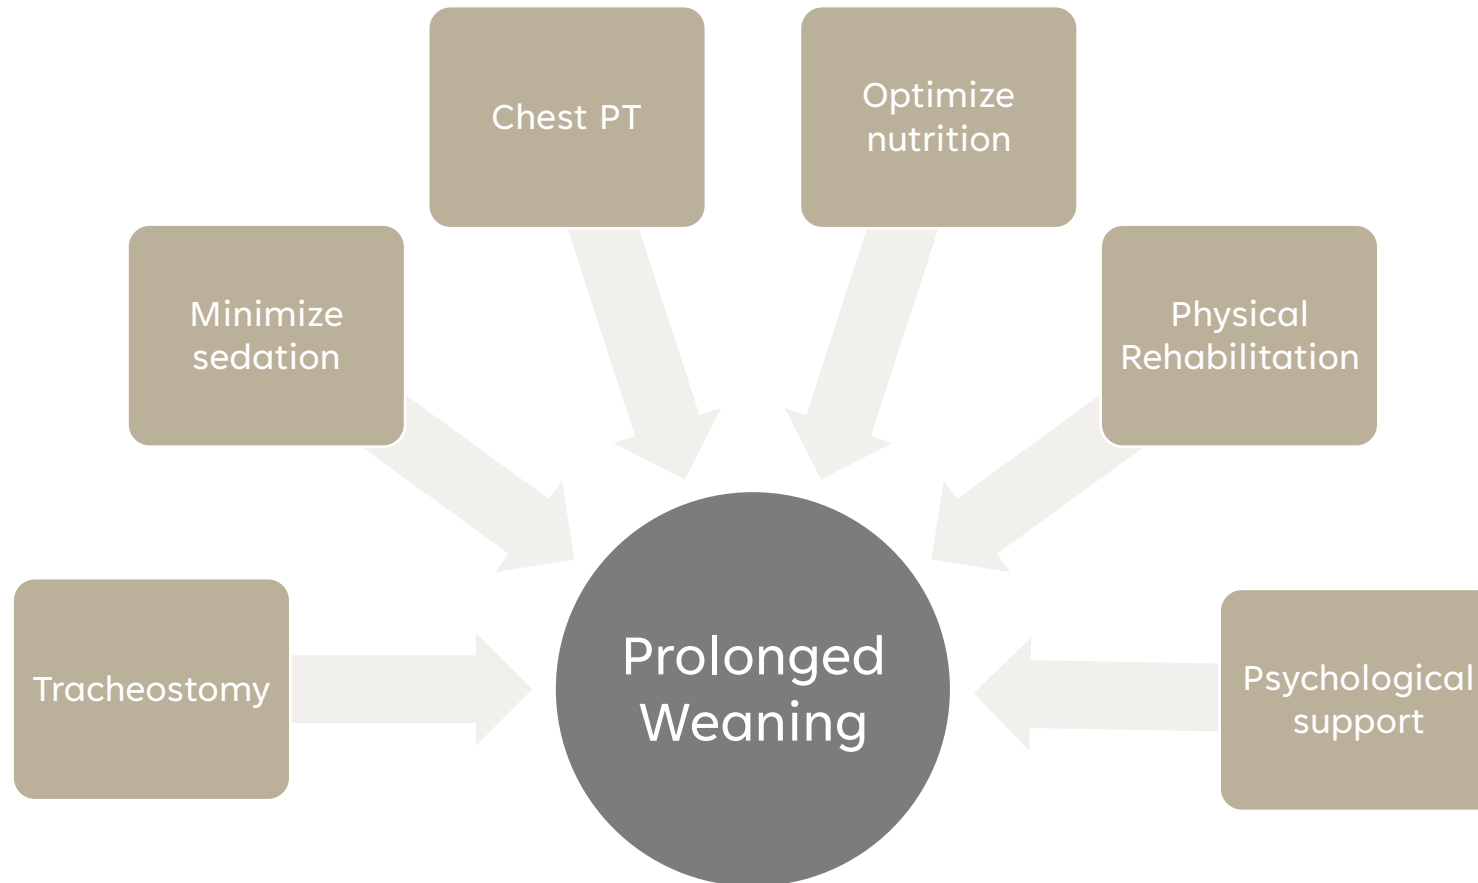 Chest PT
Optimize
nutrition
Minimize
sedation
Physical
Rehabilitation
Tracheostomy
Prolonged
Weaning
Psychological
support